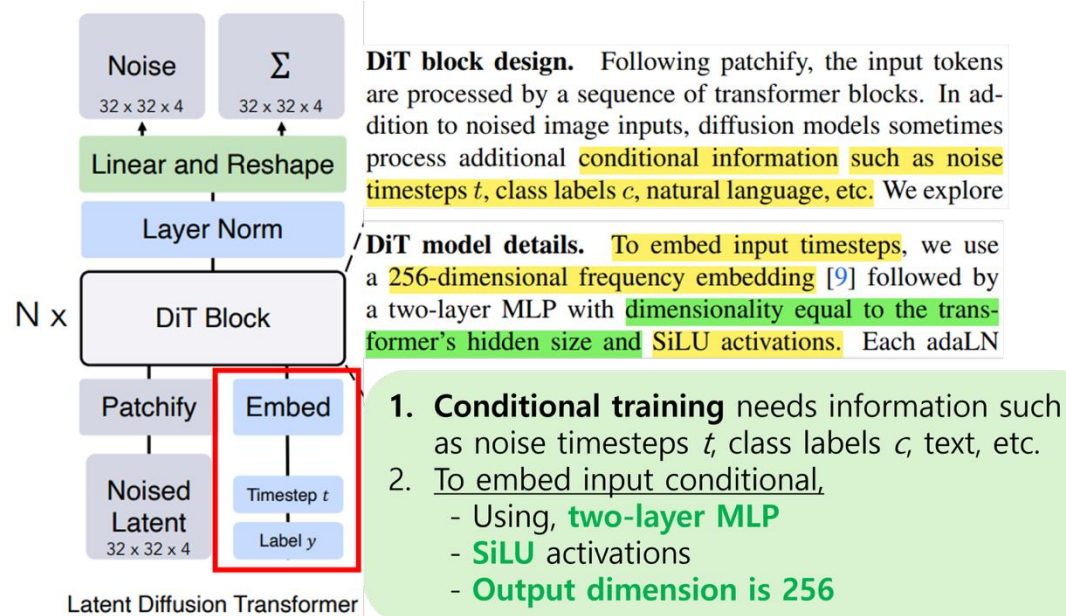 Noise
32 x 32 x 4
Σ
32 x 32 x 4
Linear and Reshape
Layer Norm
N x
DiT Block
Patchify
Embed
Noised
Latent
32 x 32 x 4
Timestep t
Label y
Latent Diffusion Transformer
DiT block design. Following patchify, the input tokens
are processed by a sequence of transformer blocks. In ad-
dition to noised image inputs, diffusion models sometimes
process additional conditional information such as noise
timesteps t, class labels c, natural language, etc. We explore
DiT model details. To embed input timesteps, we use
a 256-dimensional frequency embedding [9] followed by
a two-layer MLP with dimensionality equal to the trans-
former's hidden size and SiLU activations. Each adaLN
1. Conditional training needs information such
as noise timesteps t, class labels c, text, etc.
2. To embed input conditional,
- Using, two-layer MLP
- SiLU activations
- Output dimension is 256